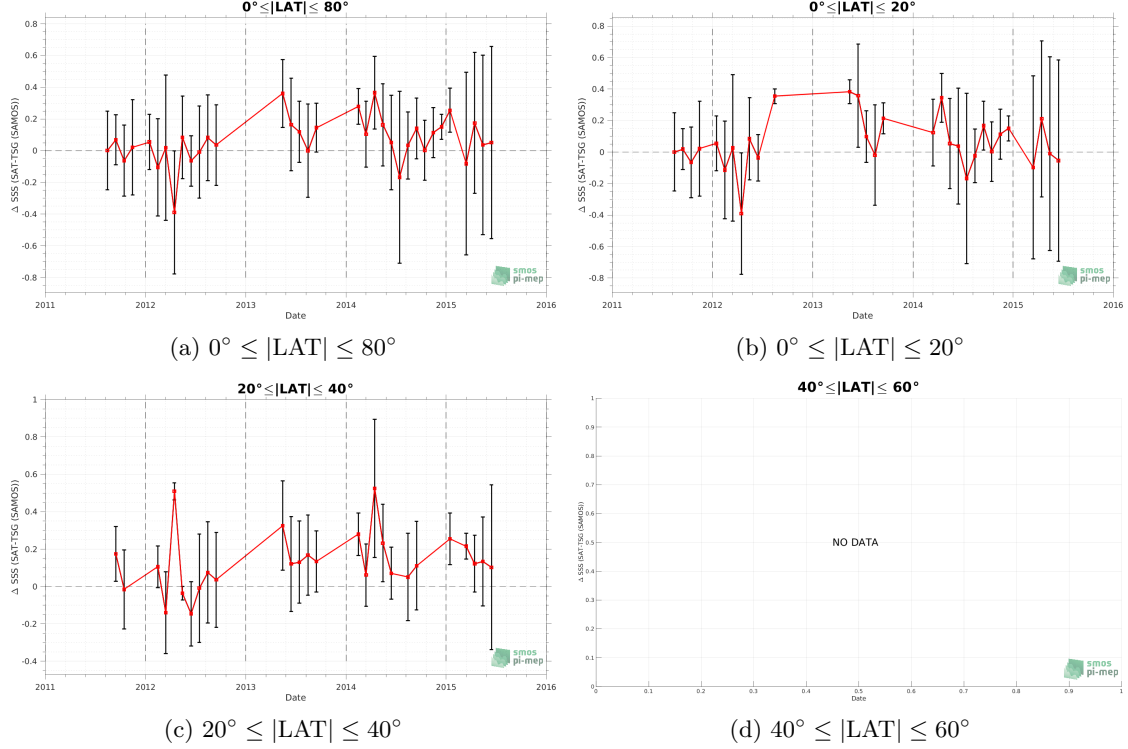 0°≤|LAT|≤ 80°
Δ SSS (SAT-TSG (SAMOS))
0.8
0.6
0.4
0.2
0
-0.2
-0.4
-0.6
-0.8
2011
2012
2013
2014
2015
2016
Date
smos
pi-mep
(a) 0° ≤ |LAT| ≤ 80°
0°≤|LAT|≤ 20°
Δ SSS (SAT-TSG (SAMOS))
0.8
0.6
0.4
0.2
0
-0.2
-0.4
-0.6
-0.8
2011
2012
2013
2014
2015
2016
Date
smos
pi-mep
(b) 0° ≤ |LAT| ≤ 20°
20°≤|LAT|≤ 40°
Δ SSS (SAT-TSG (SAMOS))
1
0.8
0.6
0.4
0.2
0
-0.2
-0.4
2011
2012
2013
2014
2015
2016
Date
smos
pi-mep
(c) 20° ≤ |LAT| ≤ 40°
40°≤|LAT|≤ 60°
Δ SSS (SAT-TSG (SAMOS))
1
0.9
0.8
0.7
0.6
0.5
0.4
0.3
0.2
0.1
0
NO DATA
0
0.1
0.2
0.3
0.4
0.5
0.6
0.7
0.8
0.9
1
Date
smos
pi-mep
(d) 40° ≤ |LAT| ≤ 60°